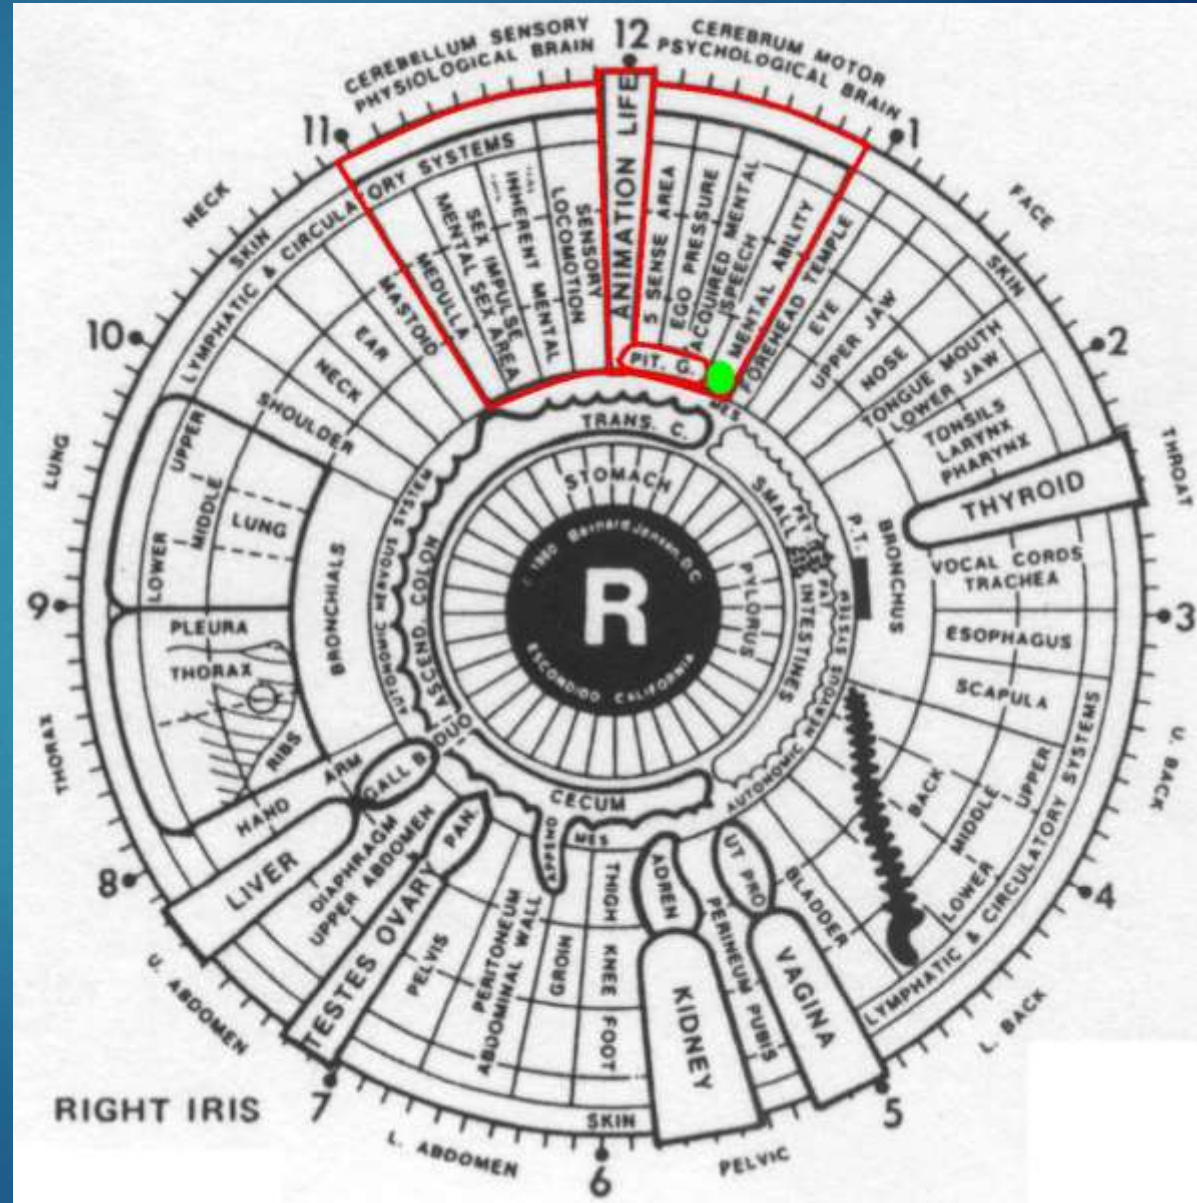 CEREBELLUM SENSORY
PHYSIOLOGICAL BRAIN
12
CEREBRUM MOTOR
PSYCHOLOGICAL BRAIN
11
1
NECK
FACE
SKIN
LYMPHATIC & CIRCULATORY SYSTEMS
MASTOID
MEDULLA
MENTAL SEX AREA
SEX IMPULSE
INHERENT MENTAL
LOCOMOTION
SENSORY
ANIMATION LIFE
5 SENSE AREA
EGO PRESSURE
ACQUIRED MENTAL
SPEECH
MENTAL ABILITY
FOREHEAD TEMPLE
EYE
UPPER JAW
NOSE
SKIN
TONGUE MOUTH
LOWER JAW
TONSILS
LARYNX
PHARYNX
PIT. G.
EAR
NECK
SHOULDER
10
2
LUNG
THROAT
UPPER
MIDDLE
LOWER
LUNG
BRONCHIALS
AUTONOMIC NERVOUS SYSTEM
ASCEND. COLON
TRANS. C.
MES
STOMACH
SMALL INTESTINES
PEY
PAT
P.T.
BRONCHUS
THYROID
VOCAL CORDS
TRACHEA
© 1980 Bernard Jensen, D.C.
R
ESCONDIDO CALIFORNIA
PYLORUS
9
3
PLEURA
THORAX
RIBS
ESOPHAGUS
SCAPULA
THORAX
U. BACK
AUTONOMIC NERVOUS SYSTEM
DUO
CECUM
ARM
HAND
GALL B.
LIVER
DIAPHRAGM
UPPER ABDOMEN
PAN.
TESTES OVARY
PELVIS
PERITONEUM
ABDOMINAL WALL
APPEND
MES
GROIN
THIGH
KNEE
FOOT
ADREN
KIDNEY
PERINEUM PUBIS
UT PRO
VAGINA
BLADDER
BACK
UPPER
MIDDLE
LOWER
LYMPHATIC & CIRCULATORY SYSTEMS
8
4
U. ABDOMEN
L. BACK
SKIN
RIGHT IRIS
7
5
L. ABDOMEN
6
PELVIC